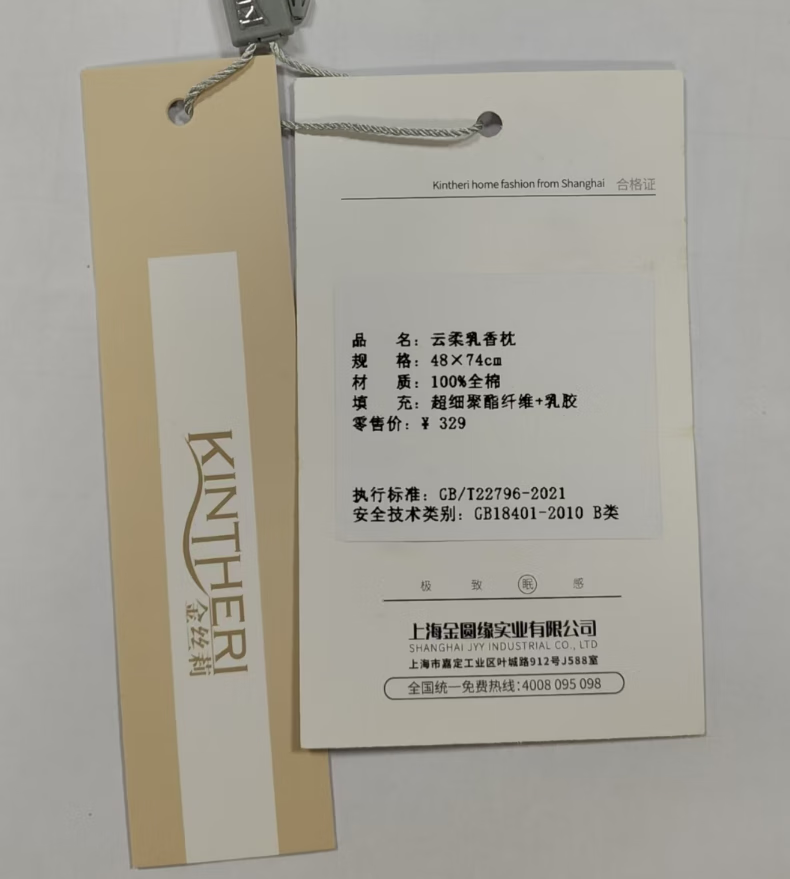 IN
KINTHERI
金丝莉
Kintheri home fashion from Shanghai 合格证
品 名：云柔乳香枕
规 格：48×74cm
材 质：100%全棉
填 充：超细聚酯纤维+乳胶
零售价：¥ 329
执行标准：GB/T22796-2021
安全技术类别：GB18401-2010 B类
极 致 眠 感
上海金圆缘实业有限公司
SHANGHAI JYY INDUSTRIAL CO., LTD
上海市嘉定工业区叶城路912号J588室
全国统一免费热线：4008 095 098